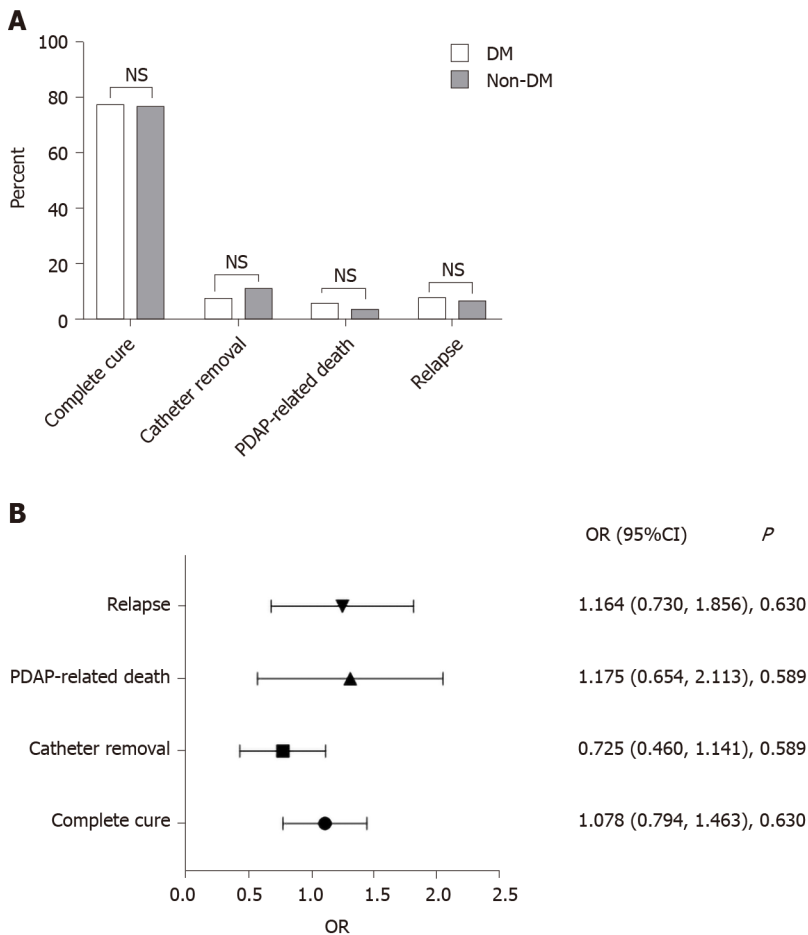 A
100
80
60
40
20
0
Percent
NS
NS
NS
NS
DM
Non-DM
Complete cure
Catheter removal
PDAP-related death
Relapse
B
OR (95%CI) P
Relapse 1.164 (0.730, 1.856), 0.630
PDAP-related death 1.175 (0.654, 2.113), 0.589
Catheter removal 0.725 (0.460, 1.141), 0.589
Complete cure 1.078 (0.794, 1.463), 0.630
0.0 0.5 1.0 1.5 2.0 2.5
OR